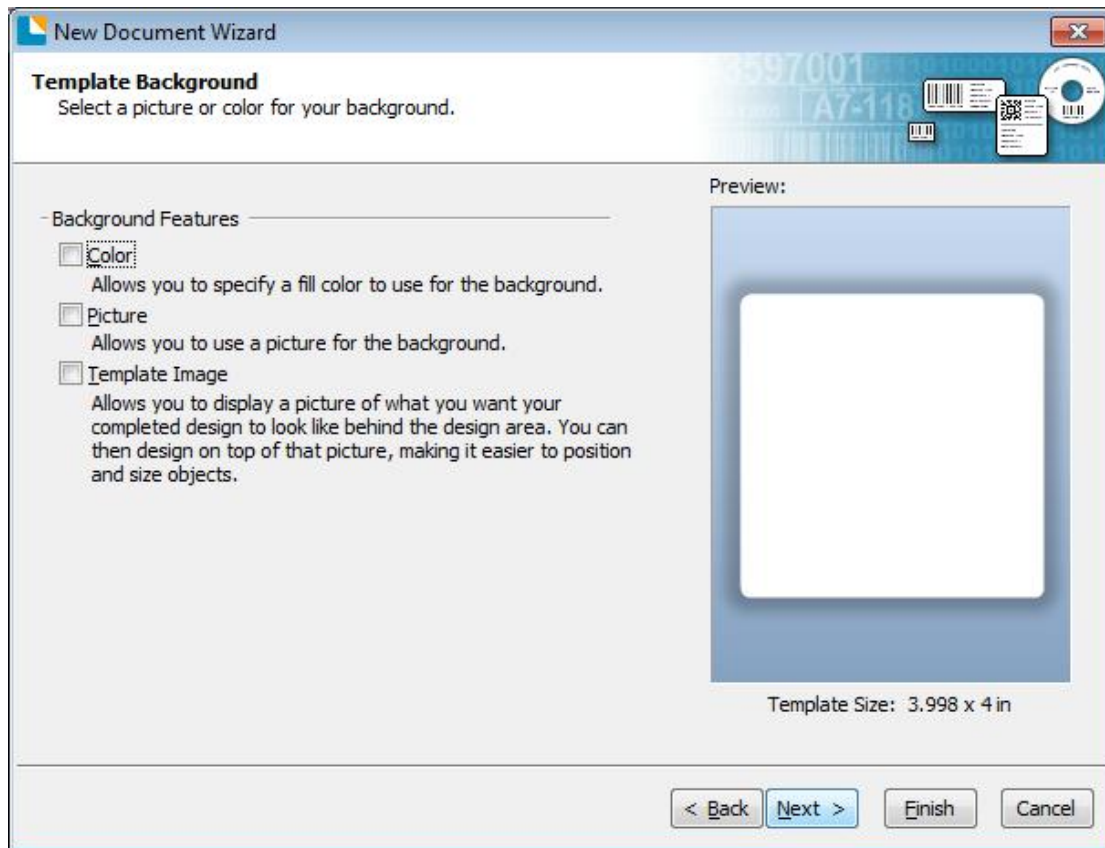 New Document Wizard
Template Background
Select a picture or color for your background.
3597001
A7-118
Preview:
Background Features
Color
Allows you to specify a fill color to use for the background.
Picture
Allows you to use a picture for the background.
Template Image
Allows you to display a picture of what you want your
completed design to look like behind the design area. You can
then design on top of that picture, making it easier to position
and size objects.
Template Size: 3.998 x 4 in
< Back Next > Finish Cancel